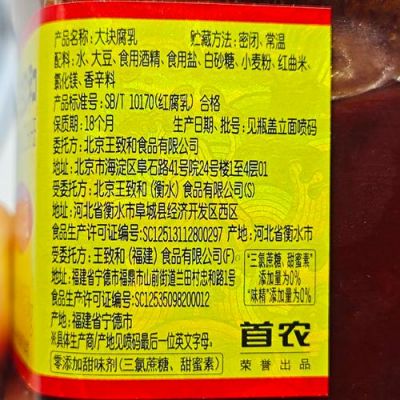 产品名称:大块腐乳 贮藏方法:密闭、常温
配料:水、大豆、食用酒精、食用盐、白砂糖、小麦粉、红曲米、
氯化镁、香辛料
产品标准号:SB/T 10170(红腐乳) 合格
保质期:18个月 生产日期、批号:见瓶盖立面喷码
委托方:北京王致和食品有限公司
地址:北京市海淀区阜石路41号院24号楼1至4层01
受委托方:北京王致和(衡水)食品有限公司(S)
地址:河北省衡水市阜城县经济开发区西区
食品生产许可证编号:SC12513112800297 产地:河北省衡水市
受委托方:王致和(福建)食品有限公司(F)
地址:福建省宁德市福鼎市山前街道兰田村忠和路1号
食品生产许可证编号:SC12535098200012
产地:福建省宁德市
※具体生产商/产地见喷码最后一位英文字母。
零添加甜味剂(三氯蔗糖、甜蜜素)
“三氯蔗糖、甜蜜素”
添加量为0%
“味精”添加量为0%
首农
荣誉出品